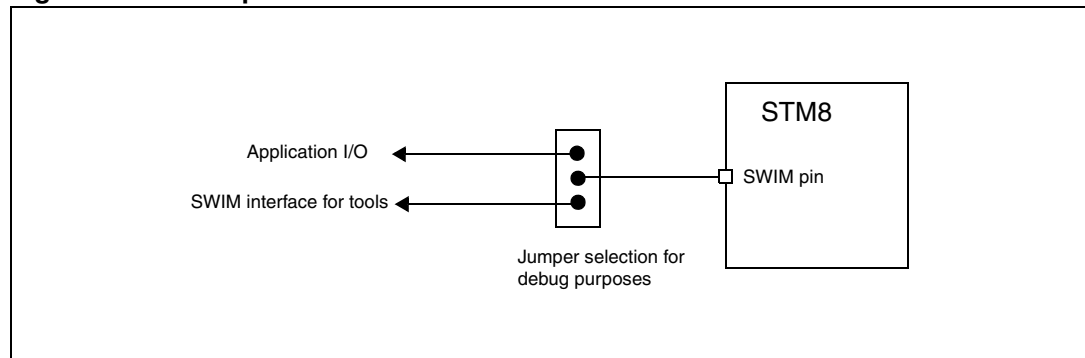 STM8
Application I/O
SWIM pin
SWIM interface for tools
Jumper selection for
debug purposes